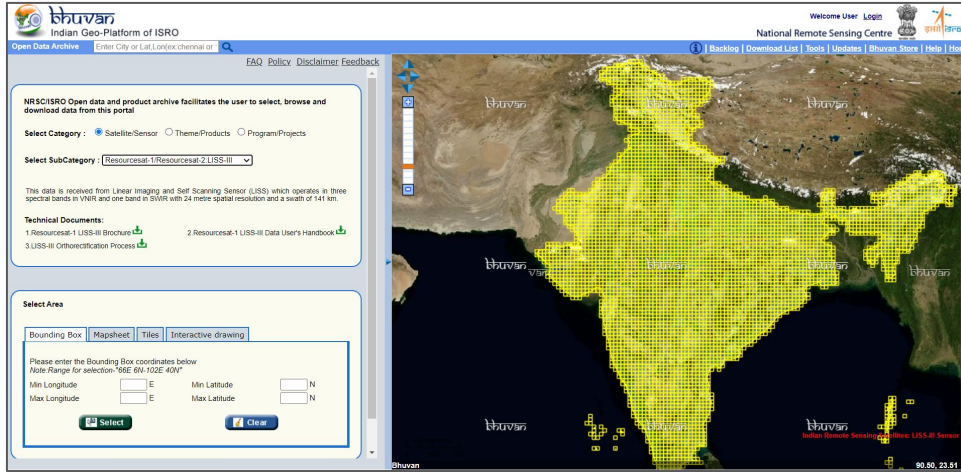 bhuvan
Indian Geo-Platform of ISRO
Welcome User Login
National Remote Sensing Centre
इसरो isro
Open Data Archive
Enter City or Lat,Lon(ex:chennai or
| Backlog | Download List | Tools | Updates | Bhuvan Store | Help | Ho
FAQ Policy Disclaimer Feedback
NRSC/ISRO Open data and product archive facilitates the user to select, browse and
download data from this portal
Select Category : Satellite/Sensor Theme/Products Program/Projects
Select SubCategory : Resourcesat-1/Resourcesat-2:LISS-III
This data is received from Linear Imaging and Self Scanning Sensor (LISS) which operates in three
spectral bands in VNIR and one band in SWIR with 24 metre spatial resolution and a swath of 141 km.
Technical Documents:
1.Resourcesat-1 LISS-III Brochure 2.Resourcesat-1 LISS-III Data User's Handbook
3.LISS-III Orthorectification Process
Select Area
Bounding Box Mapsheet Tiles Interactive drawing
Please enter the Bounding Box coordinates below
Note:Range for selection-"66E 6N-102E 40N"
Min Longitude E Min Latitude N
Max Longitude E Max Latitude N
Select Clear
bhuvan bhuvan bhuvan
bhuvan van bhuvan bhuvan bhuvan
bhuvan bhuvan bhuvan
Indian Remote Sensing Satellites: LISS-III Sensor
Bhuvan 90.50, 23.51